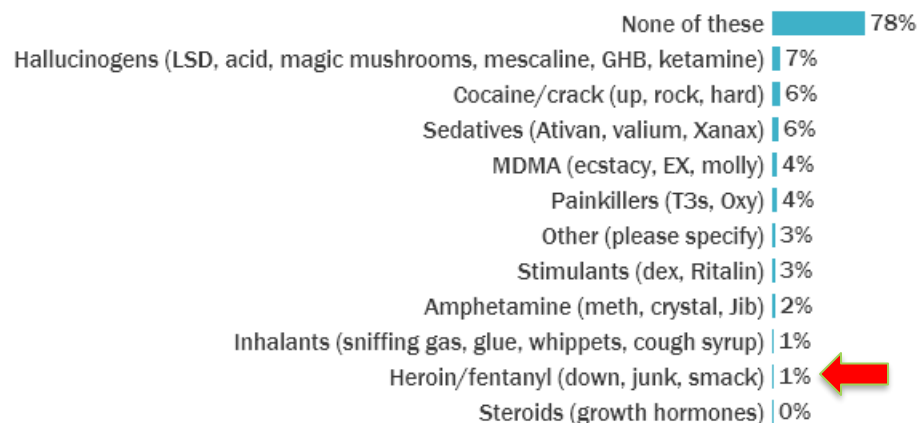 None of these 78%
Hallucinogens (LSD, acid, magic mushrooms, mescaline, GHB, ketamine) 7%
Cocaine/crack (up, rock, hard) 6%
Sedatives (Ativan, valium, Xanax) 6%
MDMA (ecstacy, EX, molly) 4%
Painkillers (T3s, Oxy) 4%
Other (please specify) 3%
Stimulants (dex, Ritalin) 3%
Amphetamine (meth, crystal, Jib) 2%
Inhalants (sniffing gas, glue, whippets, cough syrup) 1%
Heroin/fentanyl (down, junk, smack) 1%
Steroids (growth hormones) 0%